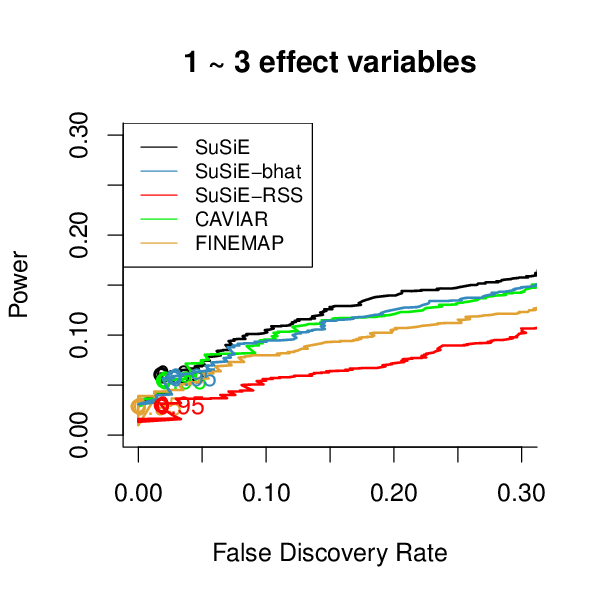 1 ~ 3 effect variables
SuSiE
SuSiE−bhat
SuSiE−RSS
CAVIAR
FINEMAP
Power
0.30
0.20
0.10
0.00
0.95
0.00 0.10 0.20 0.30
False Discovery Rate